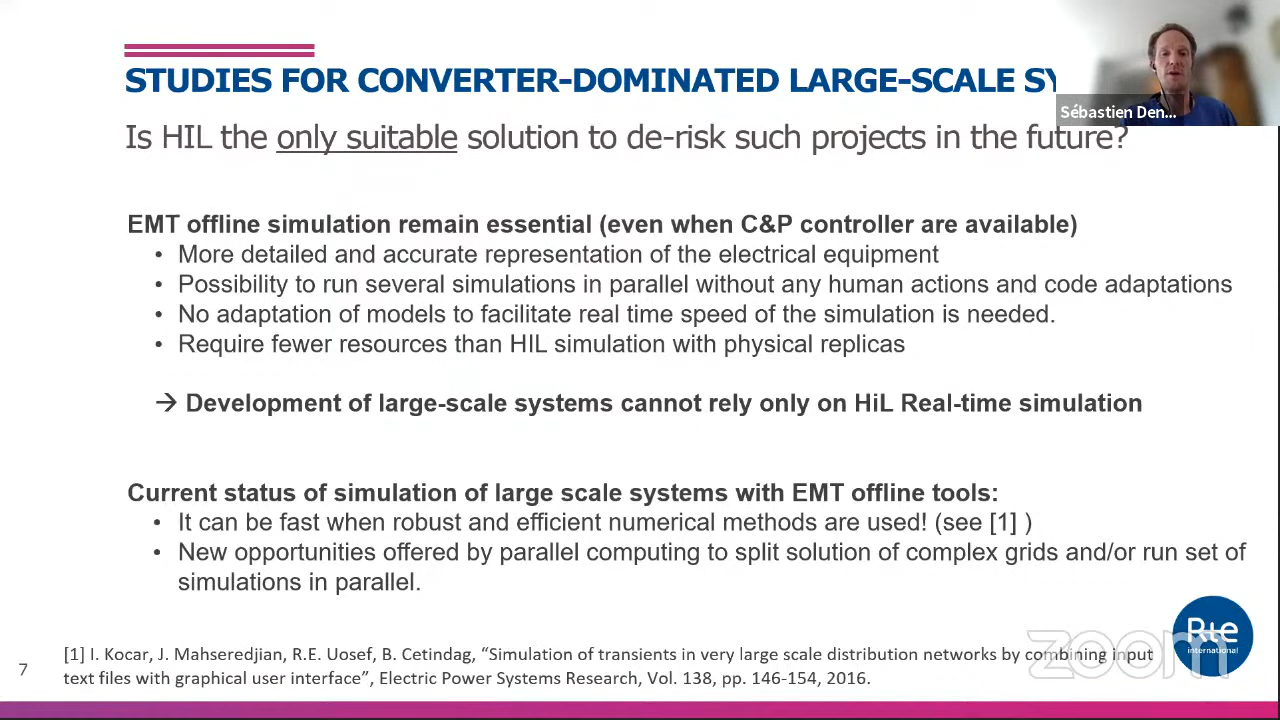 STUDIES FOR CONVERTER-DOMINATED LARGE-SCALE SY
Sébastien Den...
Is HIL the only suitable solution to de-risk such projects in the future?
EMT offline simulation remain essential (even when C&P controller are available)
• More detailed and accurate representation of the electrical equipment
• Possibility to run several simulations in parallel without any human actions and code adaptations
• No adaptation of models to facilitate real time speed of the simulation is needed.
• Require fewer resources than HIL simulation with physical replicas
→ Development of large-scale systems cannot rely only on HiL Real-time simulation
Current status of simulation of large scale systems with EMT offline tools:
• It can be fast when robust and efficient numerical methods are used! (see [1] )
• New opportunities offered by parallel computing to split solution of complex grids and/or run set of
simulations in parallel.
Rte
international
zoom
[1] I. Kocar, J. Mahseredjian, R.E. Uosef, B. Cetindag, “Simulation of transients in very large scale distribution networks by combining input
text files with graphical user interface”, Electric Power Systems Research, Vol. 138, pp. 146-154, 2016.
7